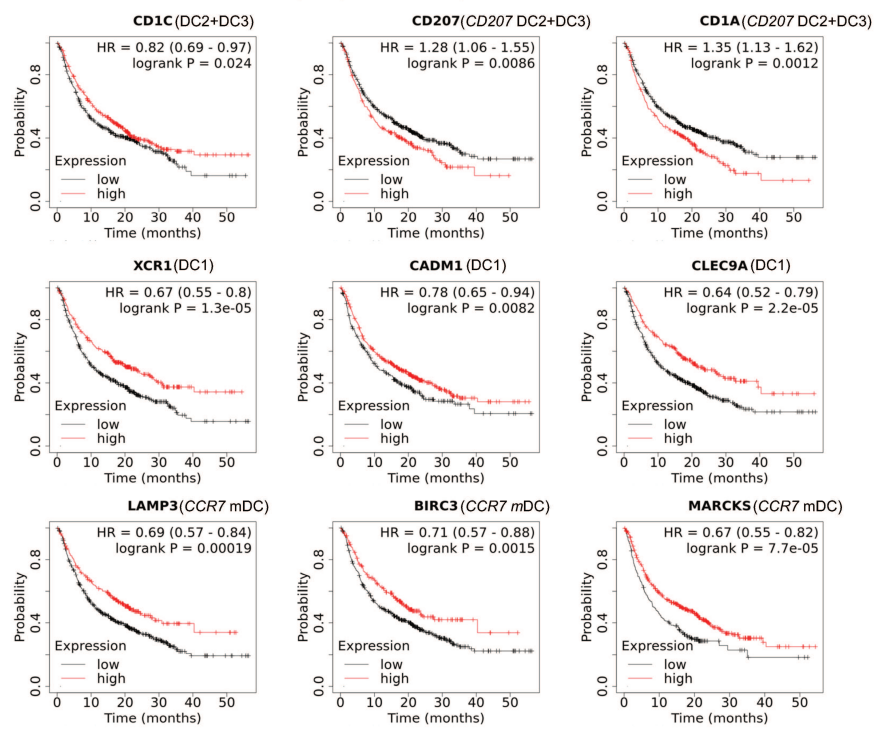 CD1C (DC2+DC3)
HR = 0.82 (0.69 - 0.97)
logrank P = 0.024
Probability
0.0 0.4 0.8
Expression
low
high
0 10 20 30 40 50
Time (months)
CD207 (CD207 DC2+DC3)
HR = 1.28 (1.06 - 1.55)
logrank P = 0.0086
Probability
0.0 0.4 0.8
Expression
low
high
0 10 20 30 40 50
Time (months)
CD1A (CD207 DC2+DC3)
HR = 1.35 (1.13 - 1.62)
logrank P = 0.0012
Probability
0.0 0.4 0.8
Expression
low
high
0 10 20 30 40 50
Time (months)
XCR1 (DC1)
HR = 0.67 (0.55 - 0.8)
logrank P = 1.3e-05
Probability
0.0 0.4 0.8
Expression
low
high
0 10 20 30 40 50
Time (months)
CADM1 (DC1)
HR = 0.78 (0.65 - 0.94)
logrank P = 0.0082
Probability
0.0 0.4 0.8
Expression
low
high
0 10 20 30 40 50
Time (months)
CLEC9A (DC1)
HR = 0.64 (0.52 - 0.79)
logrank P = 2.2e-05
Probability
0.0 0.4 0.8
Expression
low
high
0 10 20 30 40 50
Time (months)
LAMP3 (CCR7 mDC)
HR = 0.69 (0.57 - 0.84)
logrank P = 0.00019
Probability
0.0 0.4 0.8
Expression
low
high
0 10 20 30 40 50
Time (months)
BIRC3 (CCR7 mDC)
HR = 0.71 (0.57 - 0.88)
logrank P = 0.0015
Probability
0.0 0.4 0.8
Expression
low
high
0 10 20 30 40 50
Time (months)
MARCKS (CCR7 mDC)
HR = 0.67 (0.55 - 0.82)
logrank P = 7.7e-05
Probability
0.0 0.4 0.8
Expression
low
high
0 10 20 30 40 50
Time (months)